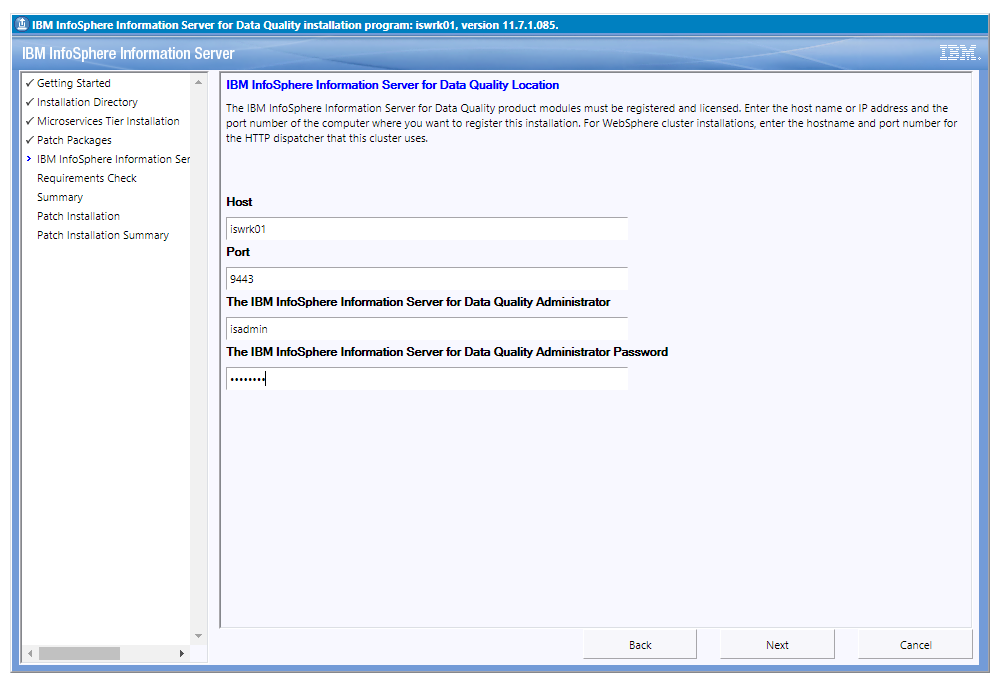 IBM InfoSphere Information Server for Data Quality installation program: iswrk01, version 11.7.1.085.
IBM InfoSphere Information Server
IBM.
Getting Started
Installation Directory
Microservices Tier Installation
Patch Packages
IBM InfoSphere Information Ser
Requirements Check
Summary
Patch Installation
Patch Installation Summary
IBM InfoSphere Information Server for Data Quality Location
The IBM InfoSphere Information Server for Data Quality product modules must be registered and licensed. Enter the host name or IP address and the
port number of the computer where you want to register this installation. For WebSphere cluster installations, enter the hostname and port number for
the HTTP dispatcher that this cluster uses.
Host
iswrk01
Port
9443
The IBM InfoSphere Information Server for Data Quality Administrator
isadmin
The IBM InfoSphere Information Server for Data Quality Administrator Password
••••••••
Back
Next
Cancel